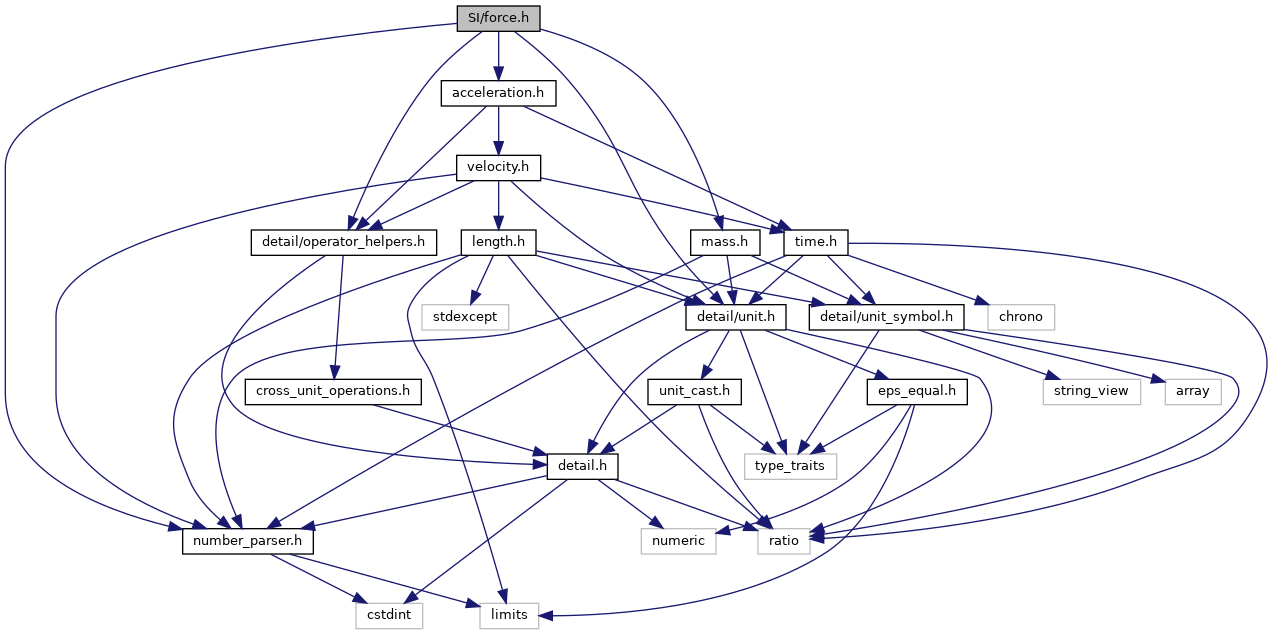 SI/force.h
acceleration.h
velocity.h
detail/operator_helpers.h
length.h
mass.h
time.h
stdexcept
detail/unit.h
detail/unit_symbol.h
chrono
cross_unit_operations.h
unit_cast.h
eps_equal.h
string_view
array
detail.h
type_traits
number_parser.h
numeric
ratio
cstdint
limits